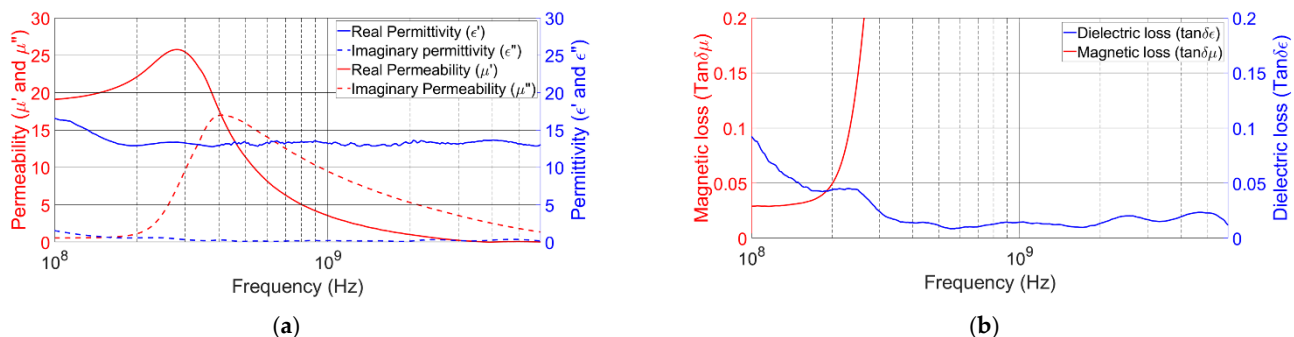 30
25
20
15
10
5
0
Permeability (μ' and μ")
Real Permittivity (ϵ')
Imaginary permittivity (ϵ")
Real Permeability (μ')
Imaginary Permeability (μ")
30
25
20
15
10
5
0
Permittivity (ϵ' and ϵ")
10^8
10^9
Frequency (Hz)
(a)
0.2
0.15
0.1
0.05
0
Magnetic loss (Tanδμ)
Dielectric loss (tanδϵ)
Magnetic loss (tanδμ)
0.2
0.15
0.1
0.05
0
Dielectric loss (Tanδϵ)
10^8
10^9
Frequency (Hz)
(b)